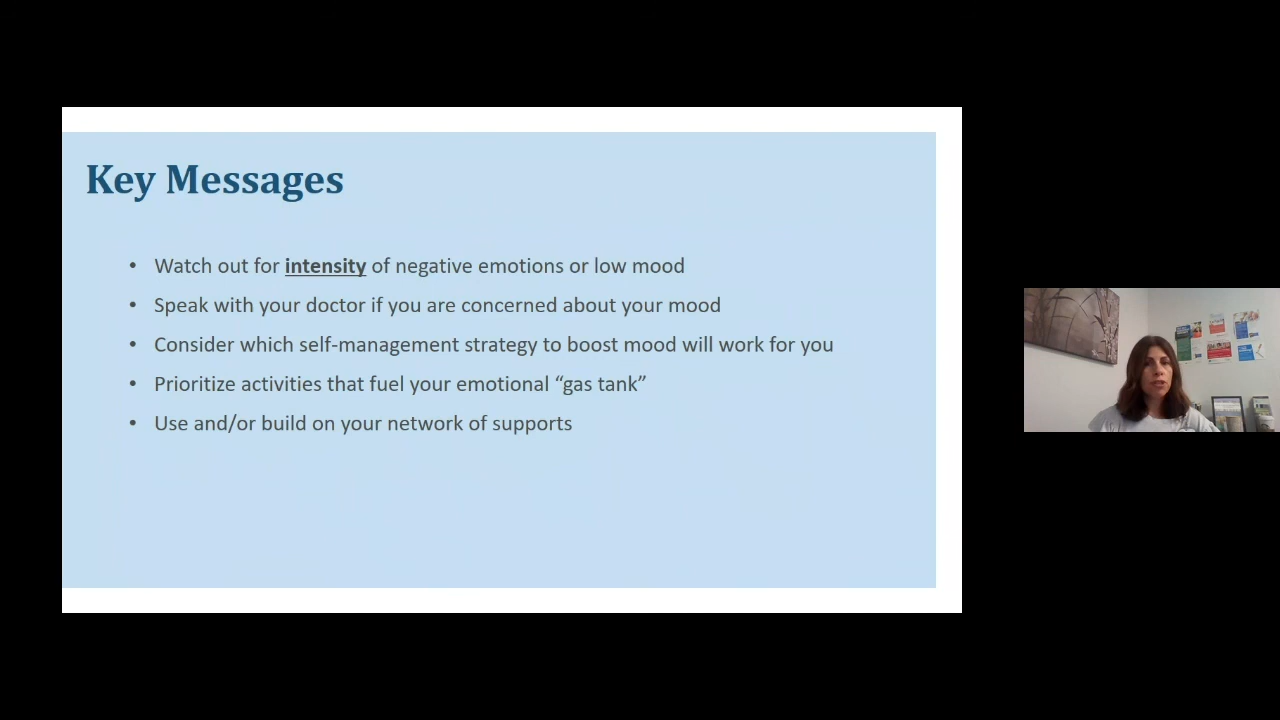 Key Messages
• Watch out for intensity of negative emotions or low mood
• Speak with your doctor if you are concerned about your mood
• Consider which self-management strategy to boost mood will work for you
• Prioritize activities that fuel your emotional “gas tank”
• Use and/or build on your network of supports